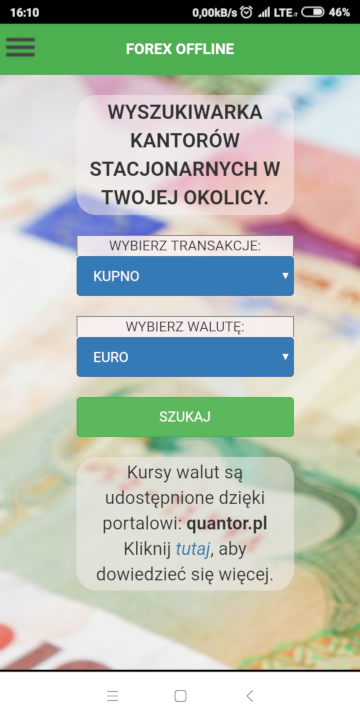 16:10 0,00kB/s LTE 46%
FOREX OFFLINE
WYSZUKIWARKA
KANTORÓW
STACJONARNYCH W
TWOJEJ OKOLICY.
WYBIERZ TRANSAKCJE:
KUPNO
WYBIERZ WALUTĘ:
EURO
SZUKAJ
Kursy walut są
udostępnione dzięki
portalowi: quantor.pl
Kliknij tutaj, aby
dowiedzieć się więcej.